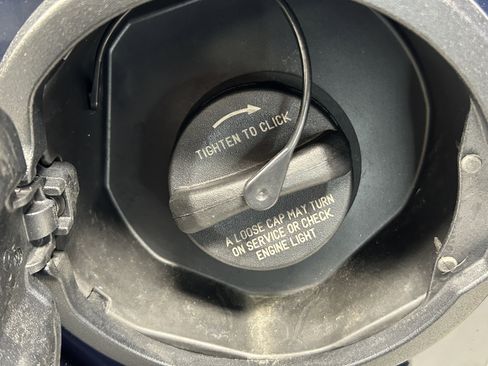 TIGHTEN TO CLICK
A LOOSE CAP MAY TURN
ON SERVICE OR CHECK
ENGINE LIGHT